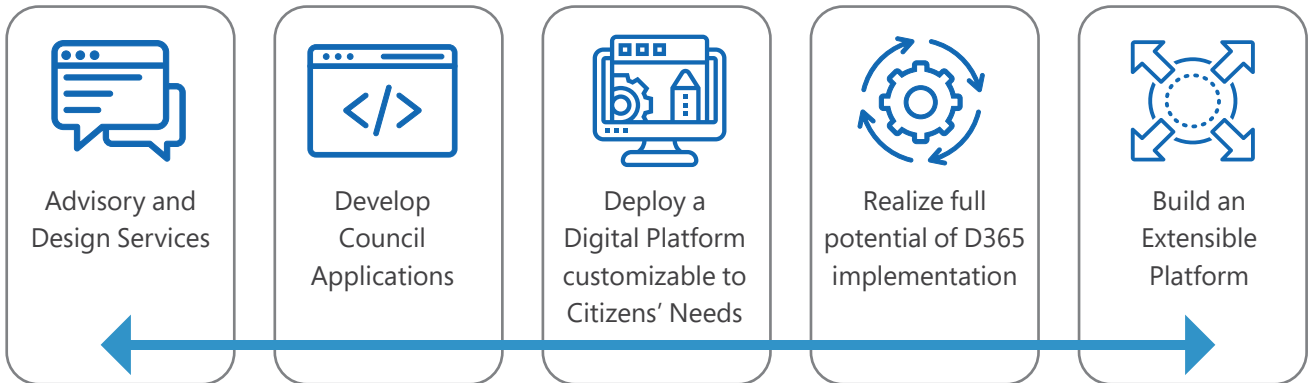 Advisory and
Design Services
Develop
Council
Applications
Deploy a
Digital Platform
customizable to
Citizens’ Needs
Realize full
potential of D365
implementation
Build an
Extensible
Platform